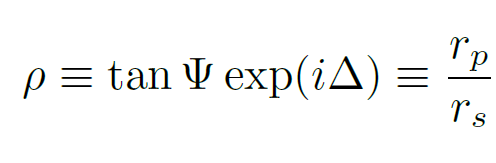 ρ ≡ tan Ψ exp(iΔ) ≡ r_p / r_s